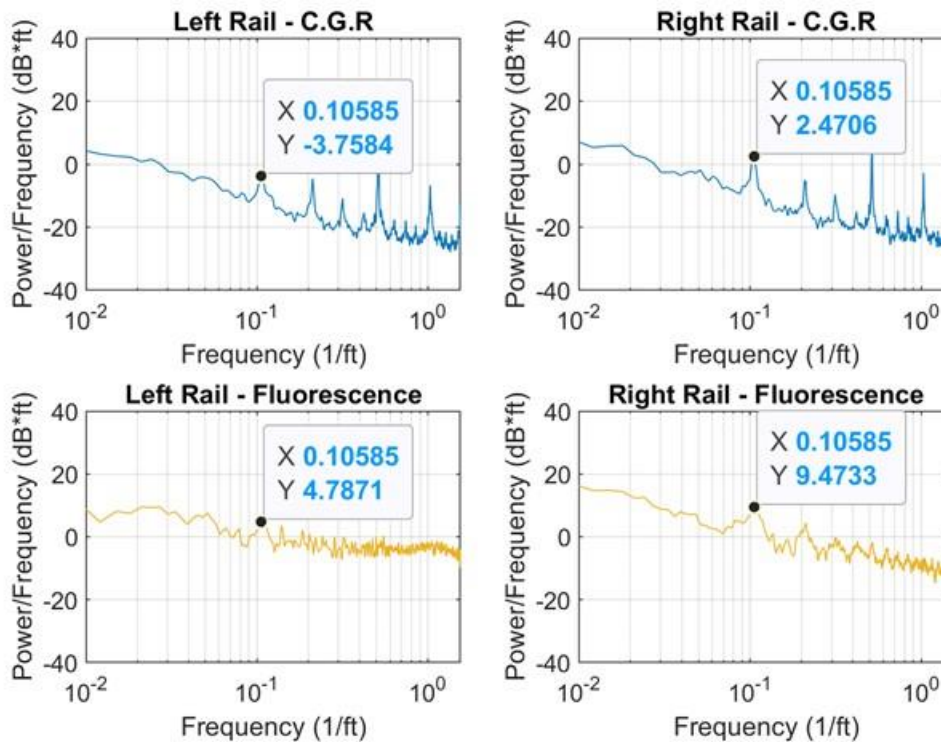 Left Rail - C.G.R
Power/Frequency (dB*ft)
40
20
0
-20
-40
X 0.10585
Y -3.7584
10-2
10-1
100
Frequency (1/ft)
Right Rail - C.G.R
Power/Frequency (dB*ft)
40
20
0
-20
-40
X 0.10585
Y 2.4706
10-2
10-1
100
Frequency (1/ft)
Left Rail - Fluorescence
Power/Frequency (dB*ft)
40
20
0
-20
-40
X 0.10585
Y 4.7871
10-2
10-1
100
Frequency (1/ft)
Right Rail - Fluorescence
Power/Frequency (dB*ft)
40
20
0
-20
-40
X 0.10585
Y 9.4733
10-2
10-1
100
Frequency (1/ft)